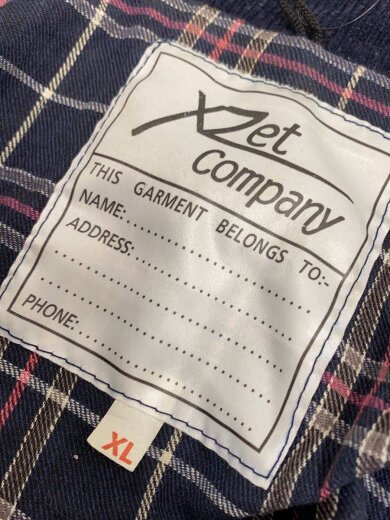 XZet
Company
THIS GARMENT BELONGS TO:-
NAME:..............................
ADDRESS:..........................
........................................
........................................
PHONE:............................
XL